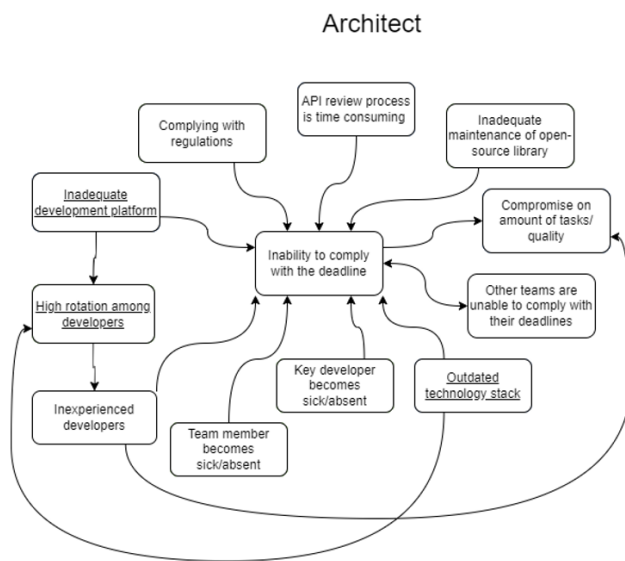 Architect
API review process
is time consuming
Complying with
regulations
Inadequate
maintenance of open-
source library
Inadequate
development platform
Compromise on
amount of tasks/
quality
Inability to comply
with the deadline
High rotation among
developers
Other teams are
unable to comply with
their deadlines
Key developer
becomes
sick/absent
Outdated
technology stack
Inexperienced
developers
Team member
becomes
sick/absent